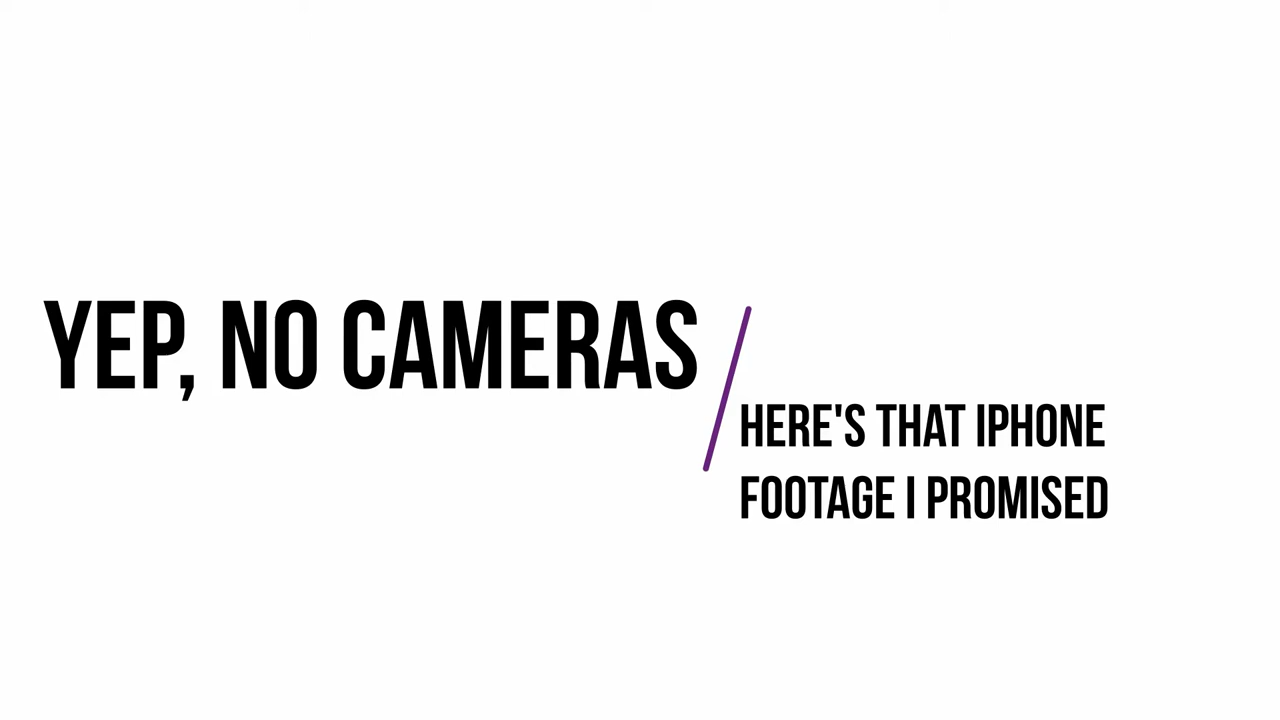 YEP, NO CAMERAS
HERE'S THAT IPHONE
FOOTAGE I PROMISED